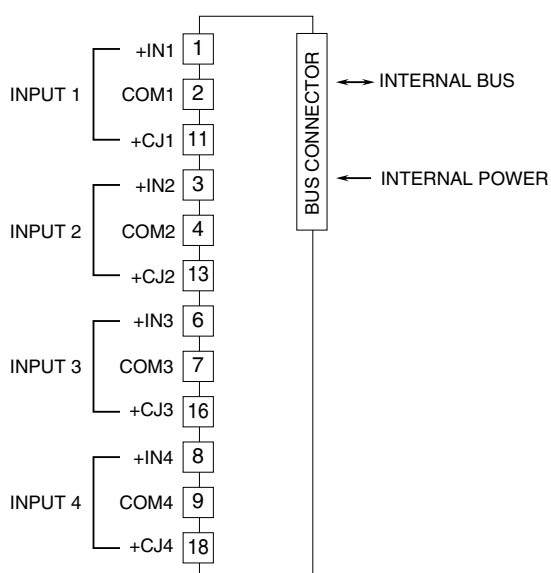 INPUT 1
+IN1 1
COM1 2
+CJ1 11
INPUT 2
+IN2 3
COM2 4
+CJ2 13
INPUT 3
+IN3 6
COM3 7
+CJ3 16
INPUT 4
+IN4 8
COM4 9
+CJ4 18
BUS CONNECTOR
INTERNAL BUS
INTERNAL POWER